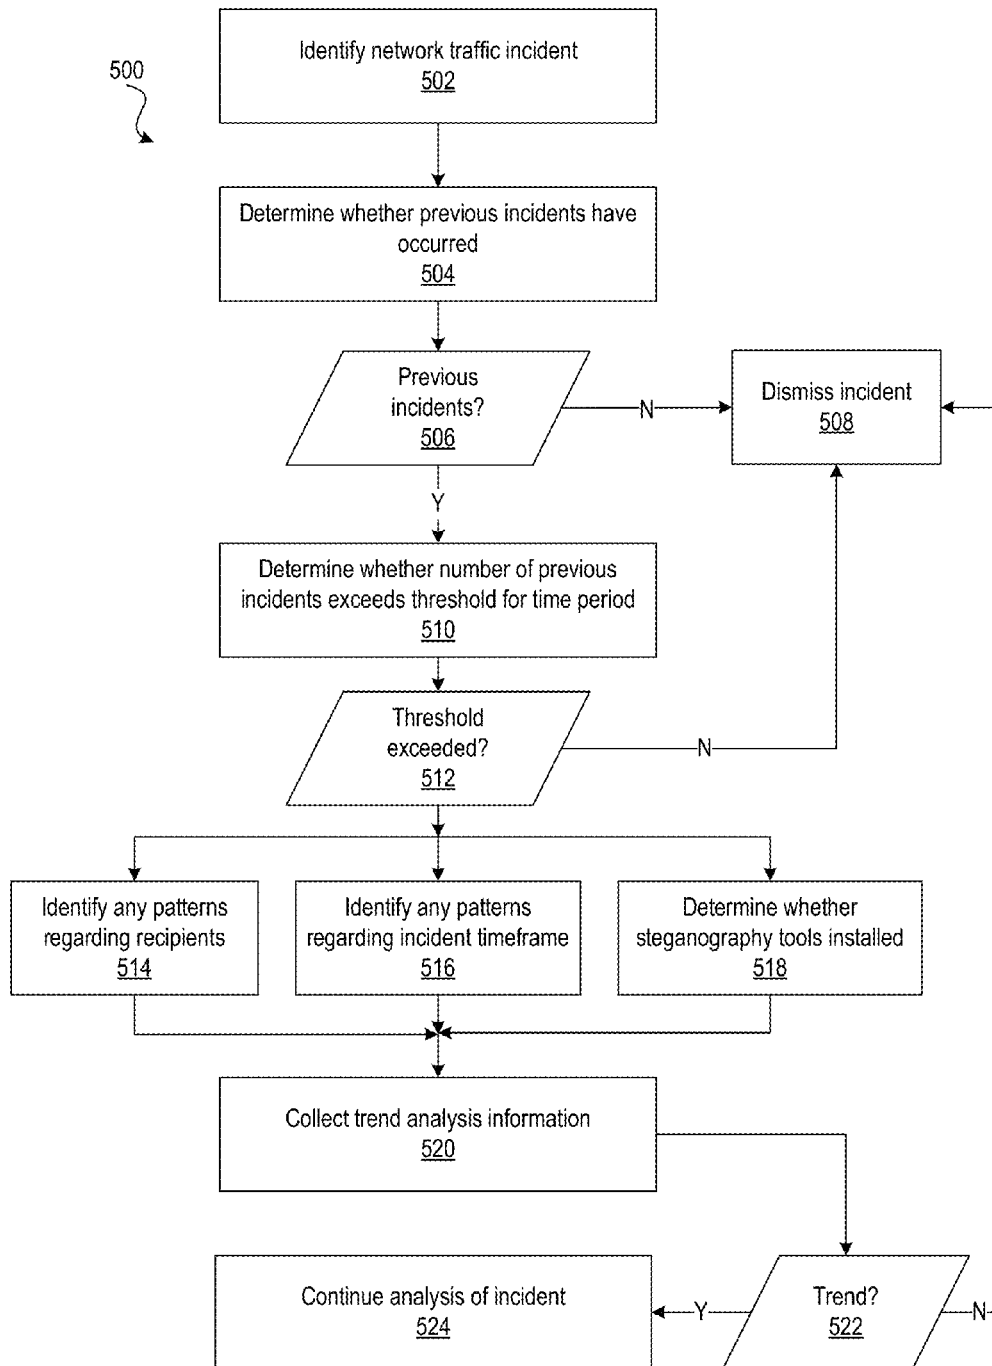 500
Identify network traffic incident
502
Determine whether previous incidents have
occurred
504
Previous
incidents?
506
N
Dismiss incident
508
Y
Determine whether number of previous
incidents exceeds threshold for time period
510
Threshold
exceeded?
512
N
Identify any patterns
regarding recipients
514
Identify any patterns
regarding incident timeframe
516
Determine whether
steganography tools installed
518
Collect trend analysis information
520
Continue analysis of incident
524
Y
Trend?
522
N